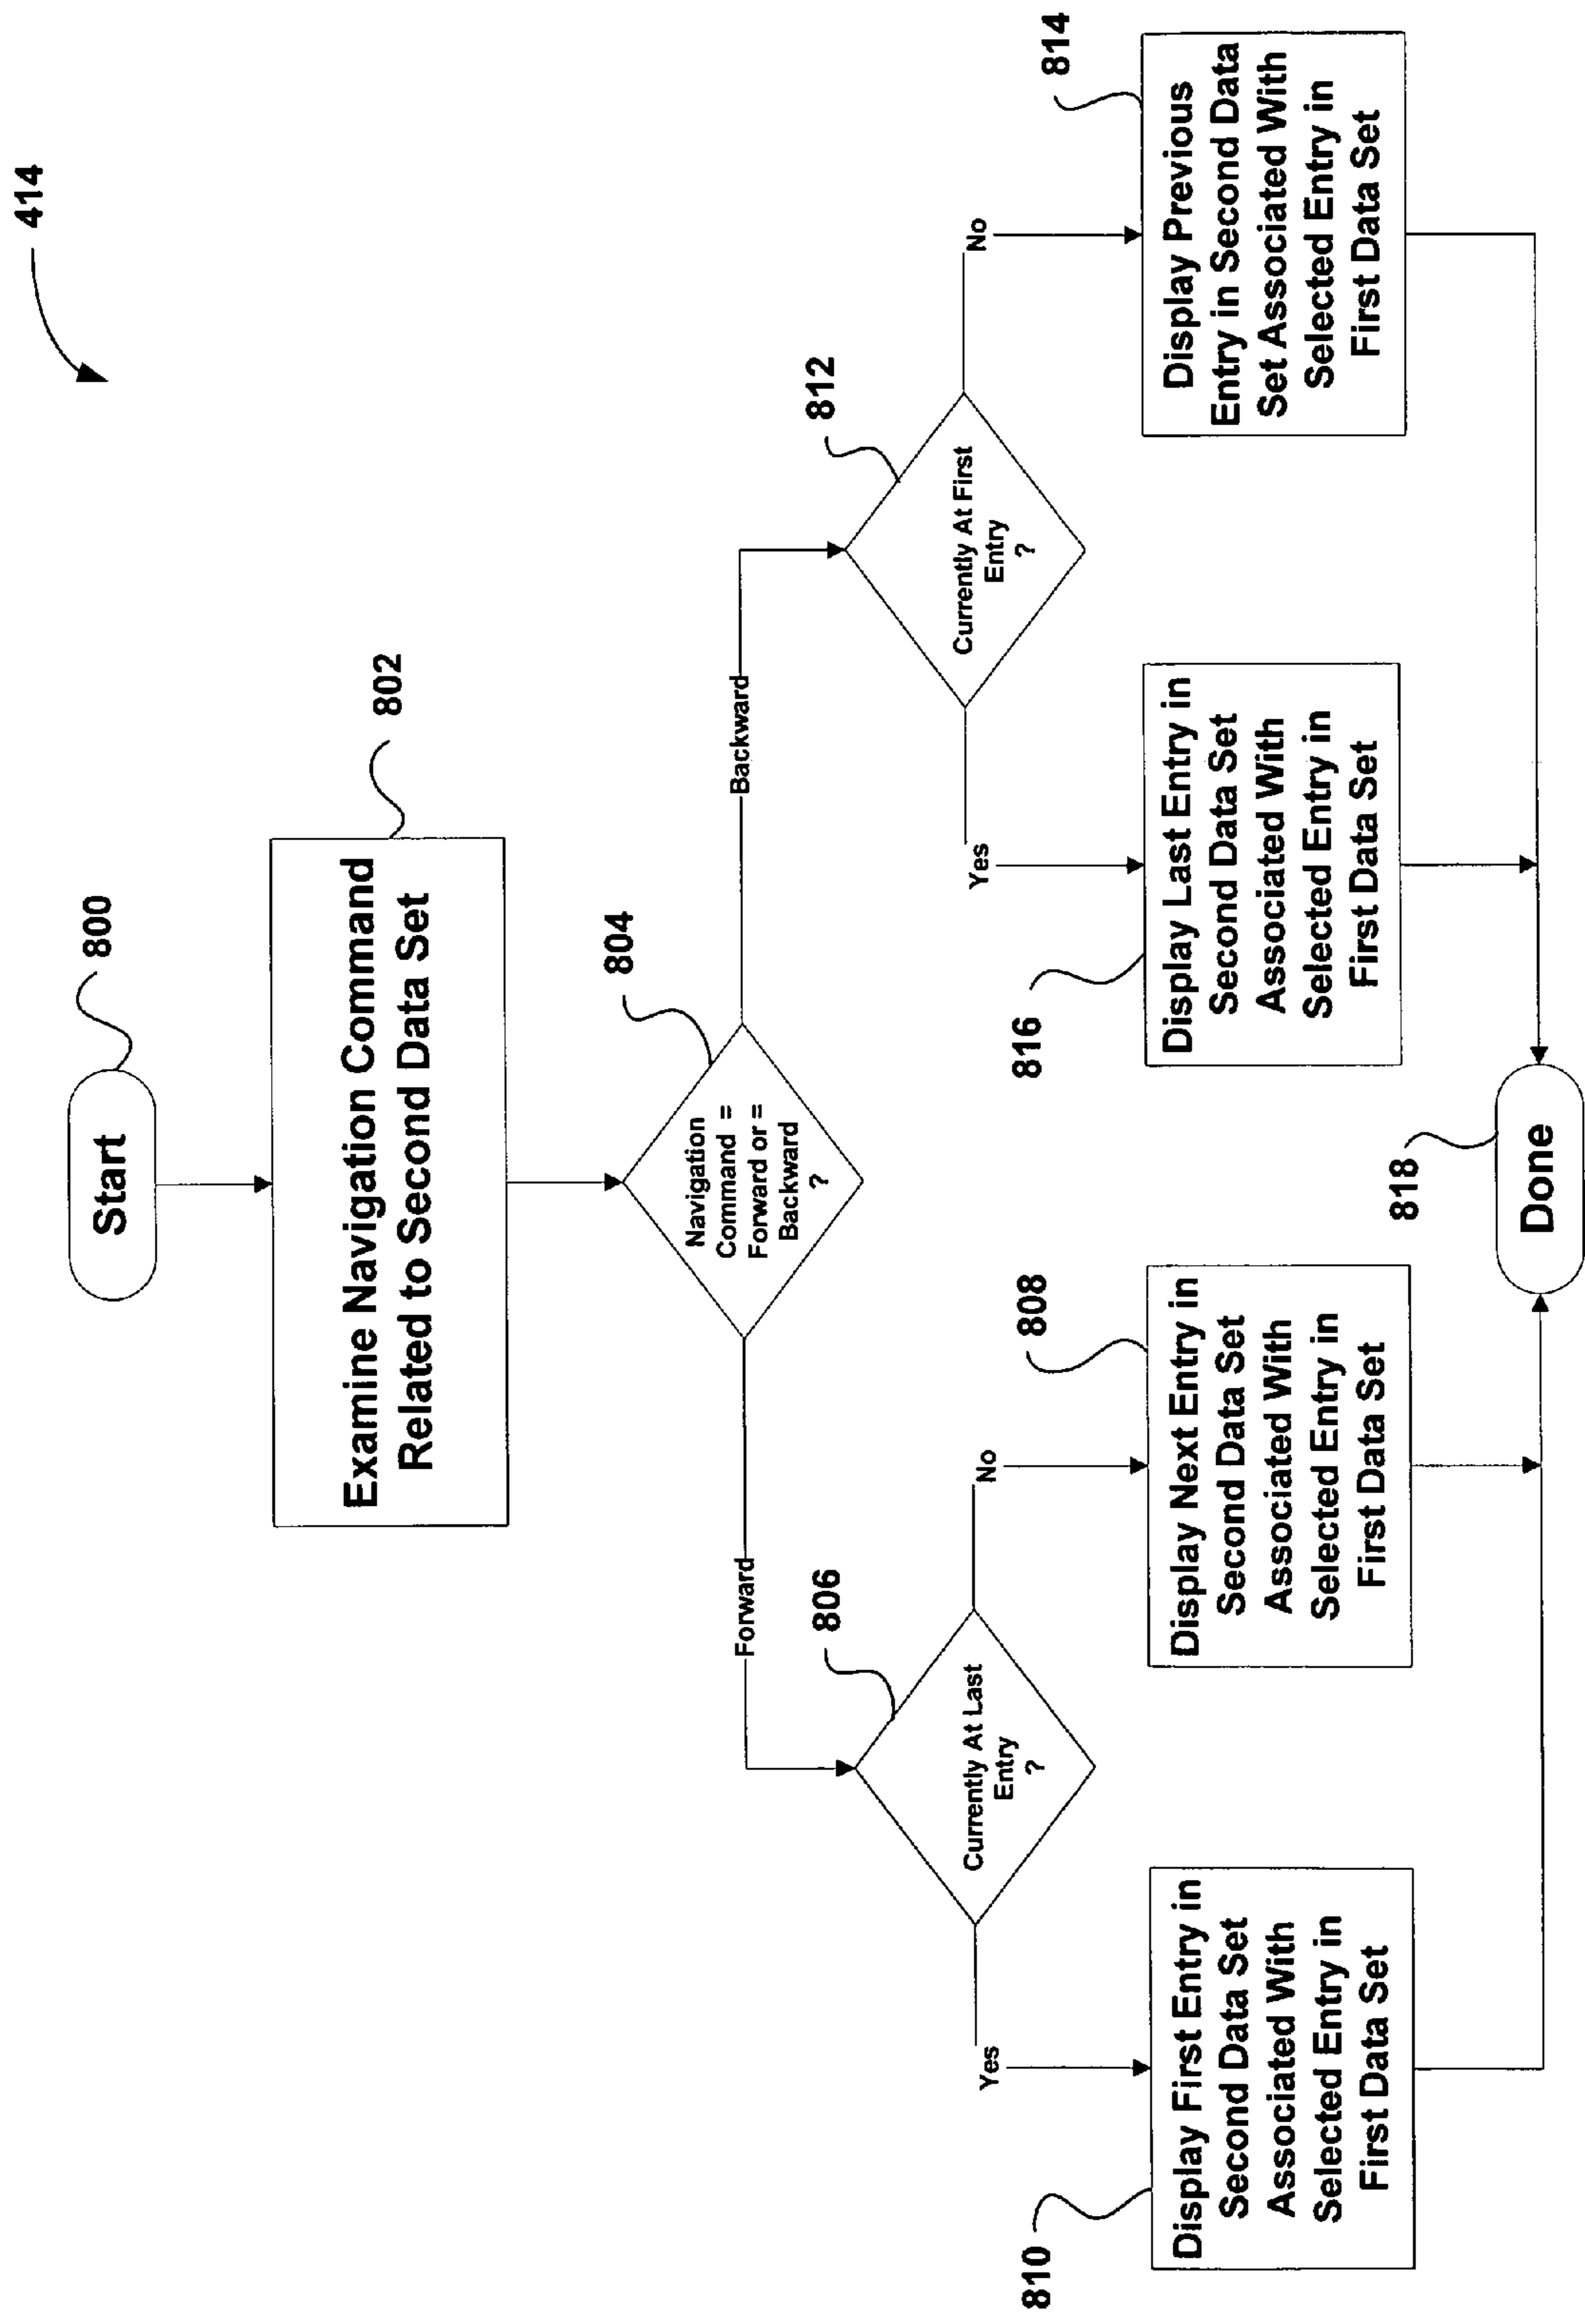 414
Start
800
Examine Navigation Command
Related to Second Data Set
802
Navigation
Command =
Forward or =
Backward
?
804
Forward
Backward
Currently At Last
Entry
?
806
Currently At First
Entry
?
812
Yes
No
Yes
No
Display First Entry in
Second Data Set
Associated With
Selected Entry in
First Data Set
810
Display Next Entry in
Second Data Set
Associated With
Selected Entry in
First Data Set
808
Display Last Entry in
Second Data Set
Associated With
Selected Entry in
First Data Set
816
Display Previous
Entry in Second Data
Set Associated With
Selected Entry in
First Data Set
814
Done
818